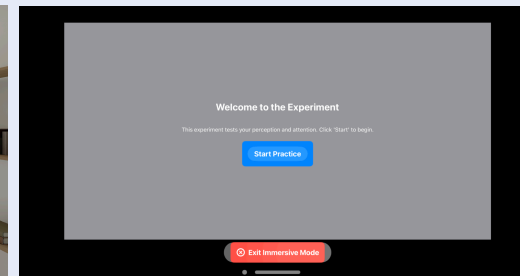 Welcome to the Experiment
This experiment tests your perception and attention. Click 'Start' to begin.
Start Practice
Exit Immersive Mode